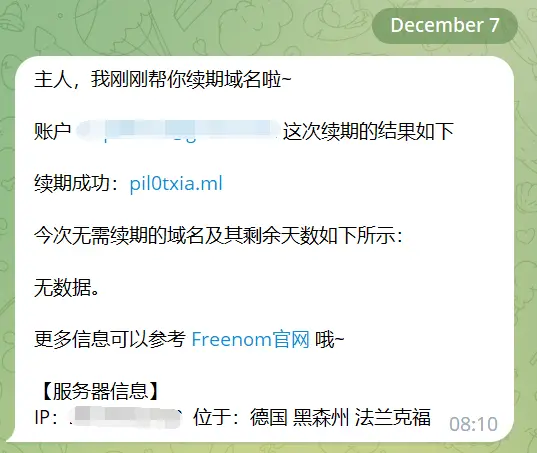 December 7
主人，我刚刚帮你续期域名啦~
账户 这次续期的结果如下
续期成功：pil0txia.ml
今次无需续期的域名及其剩余天数如下所示：
无数据。
更多信息可以参考 Freenom官网 哦~
【服务器信息】
IP： 位于：德国 黑森州 法兰克福
08:10